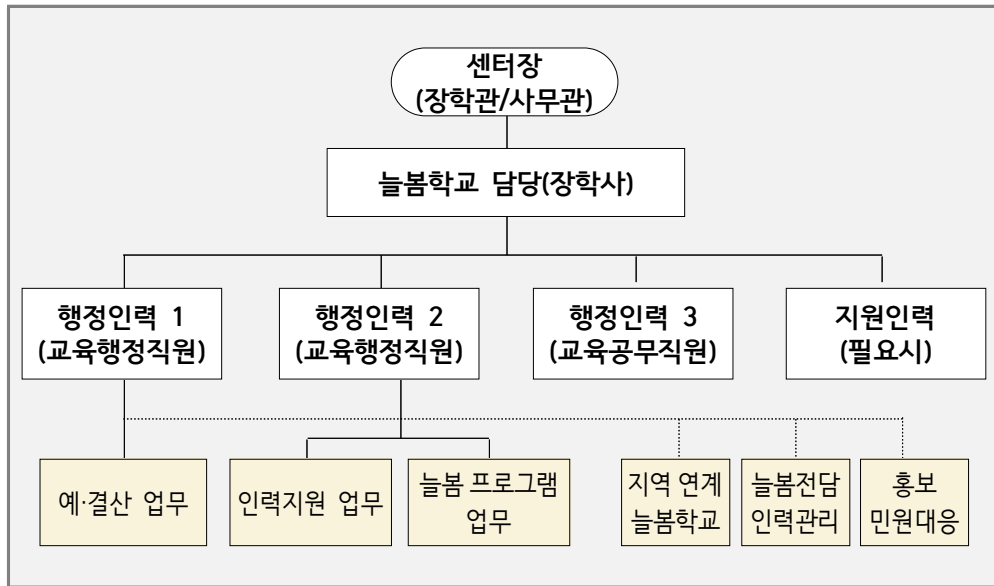 센터장
(장학관/사무관)
늘봄학교 담당(장학사)
행정인력 1
(교육행정직원)
행정인력 2
(교육행정직원)
행정인력 3
(교육공무직원)
지원인력
(필요시)
예·결산 업무
인력지원 업무
늘봄 프로그램
업무
지역 연계
늘봄학교
늘봄전담
인력관리
홍보
민원대응